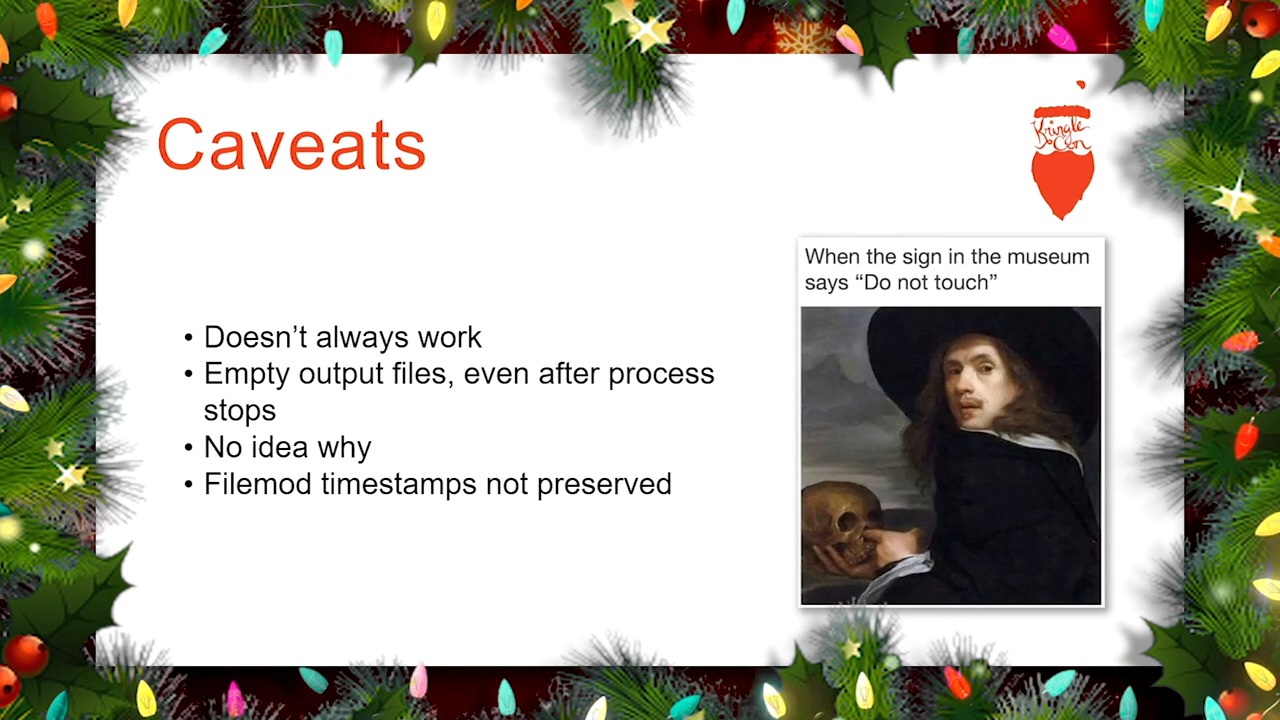 Caveats
Kringle
Con
When the sign in the museum
says “Do not touch”
• Doesn’t always work
• Empty output files, even after process
stops
• No idea why
• Filemod timestamps not preserved